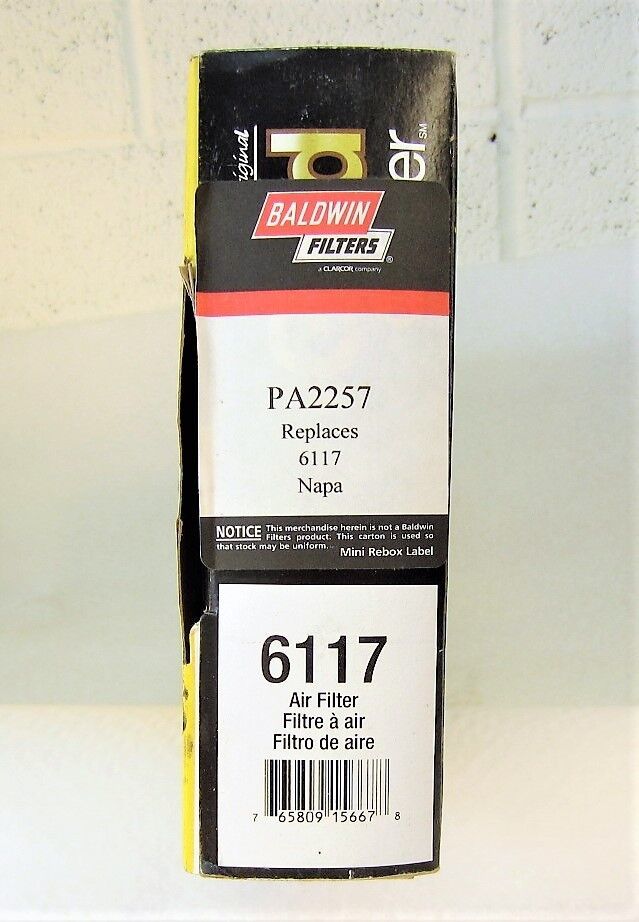 BALDWIN
FILTERS®
a CLARCOR company
PA2257
Replaces
6117
Napa
NOTICE This merchandise herein is not a Baldwin
Filters product. This carton is used so
that stock may be uniform... Mini Rebox Label
6117
Air Filter
Filtre à air
Filtro de aire
7 65809 15667 8